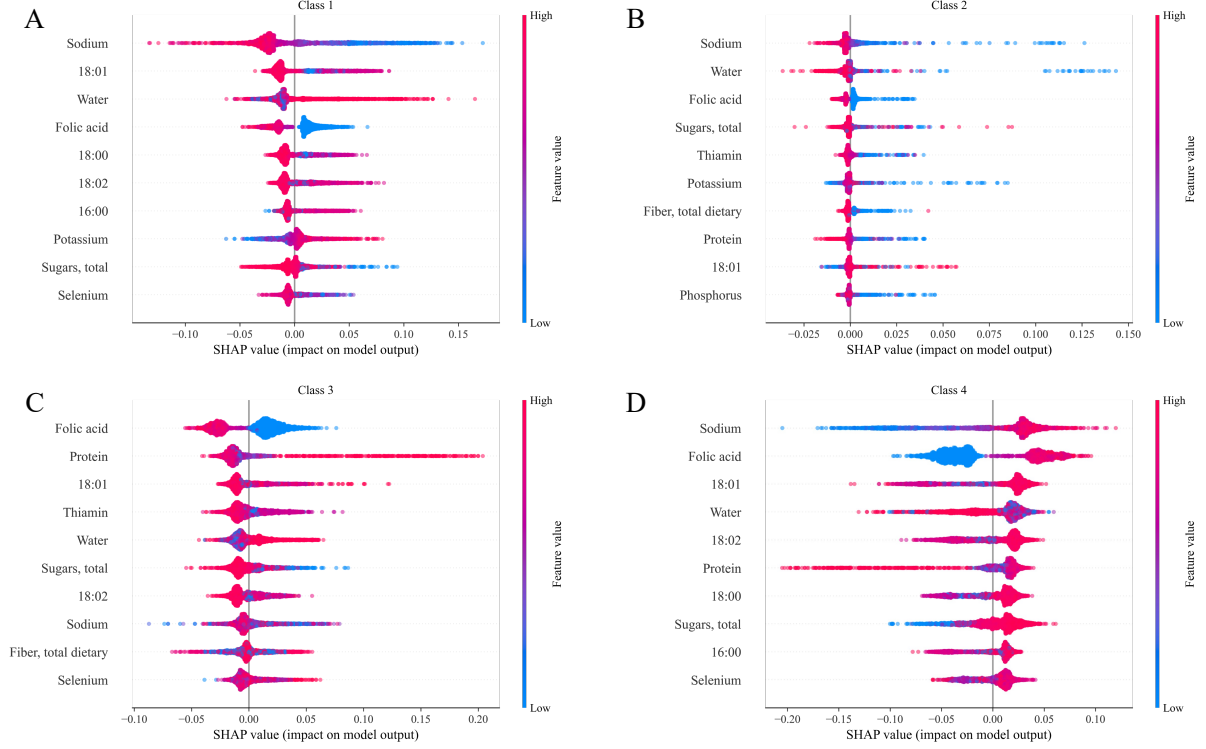 A
Class 1
Sodium
18:01
Water
Folic acid
18:00
18:02
16:00
Potassium
Sugars, total
Selenium
−0.10
−0.05
0.00
0.05
0.10
0.15
SHAP value (impact on model output)
High
Feature value
Low
B
Class 2
Sodium
Water
Folic acid
Sugars, total
Thiamin
Potassium
Fiber, total dietary
Protein
18:01
Phosphorus
−0.025
0.000
0.025
0.050
0.075
0.100
0.125
0.150
SHAP value (impact on model output)
High
Feature value
Low
C
Class 3
Folic acid
Protein
18:01
Thiamin
Water
Sugars, total
18:02
Sodium
Fiber, total dietary
Selenium
−0.10
−0.05
0.00
0.05
0.10
0.15
0.20
SHAP value (impact on model output)
High
Feature value
Low
D
Class 4
Sodium
Folic acid
18:01
Water
18:02
Protein
18:00
Sugars, total
16:00
Selenium
−0.20
−0.15
−0.10
−0.05
0.00
0.05
0.10
SHAP value (impact on model output)
High
Feature value
Low